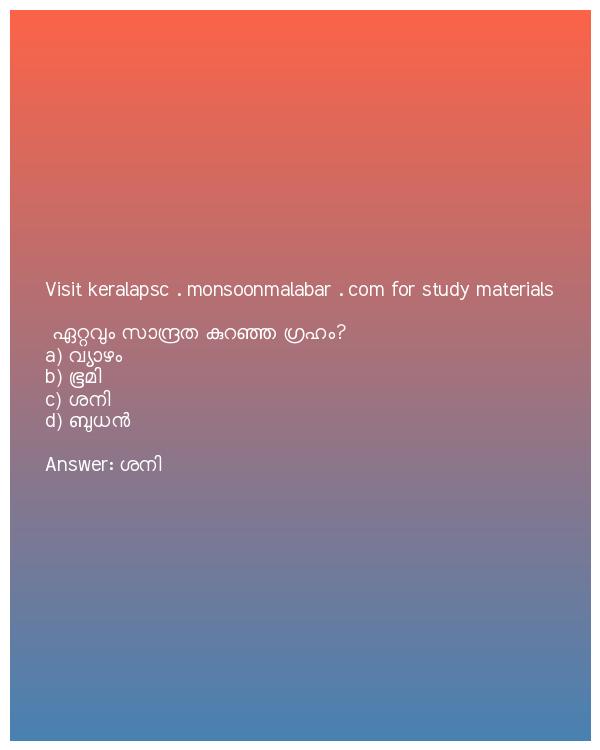 Visit keralapsc . monsoonmalabar . com for study materials
ഏറ്റവും സാന്ദ്രത കുറഞ്ഞ ഗ്രഹം?
a) വ്യാഴം
b) ഭൂമി
c) ശനി
d) ബുധൻ
Answer: ശനി